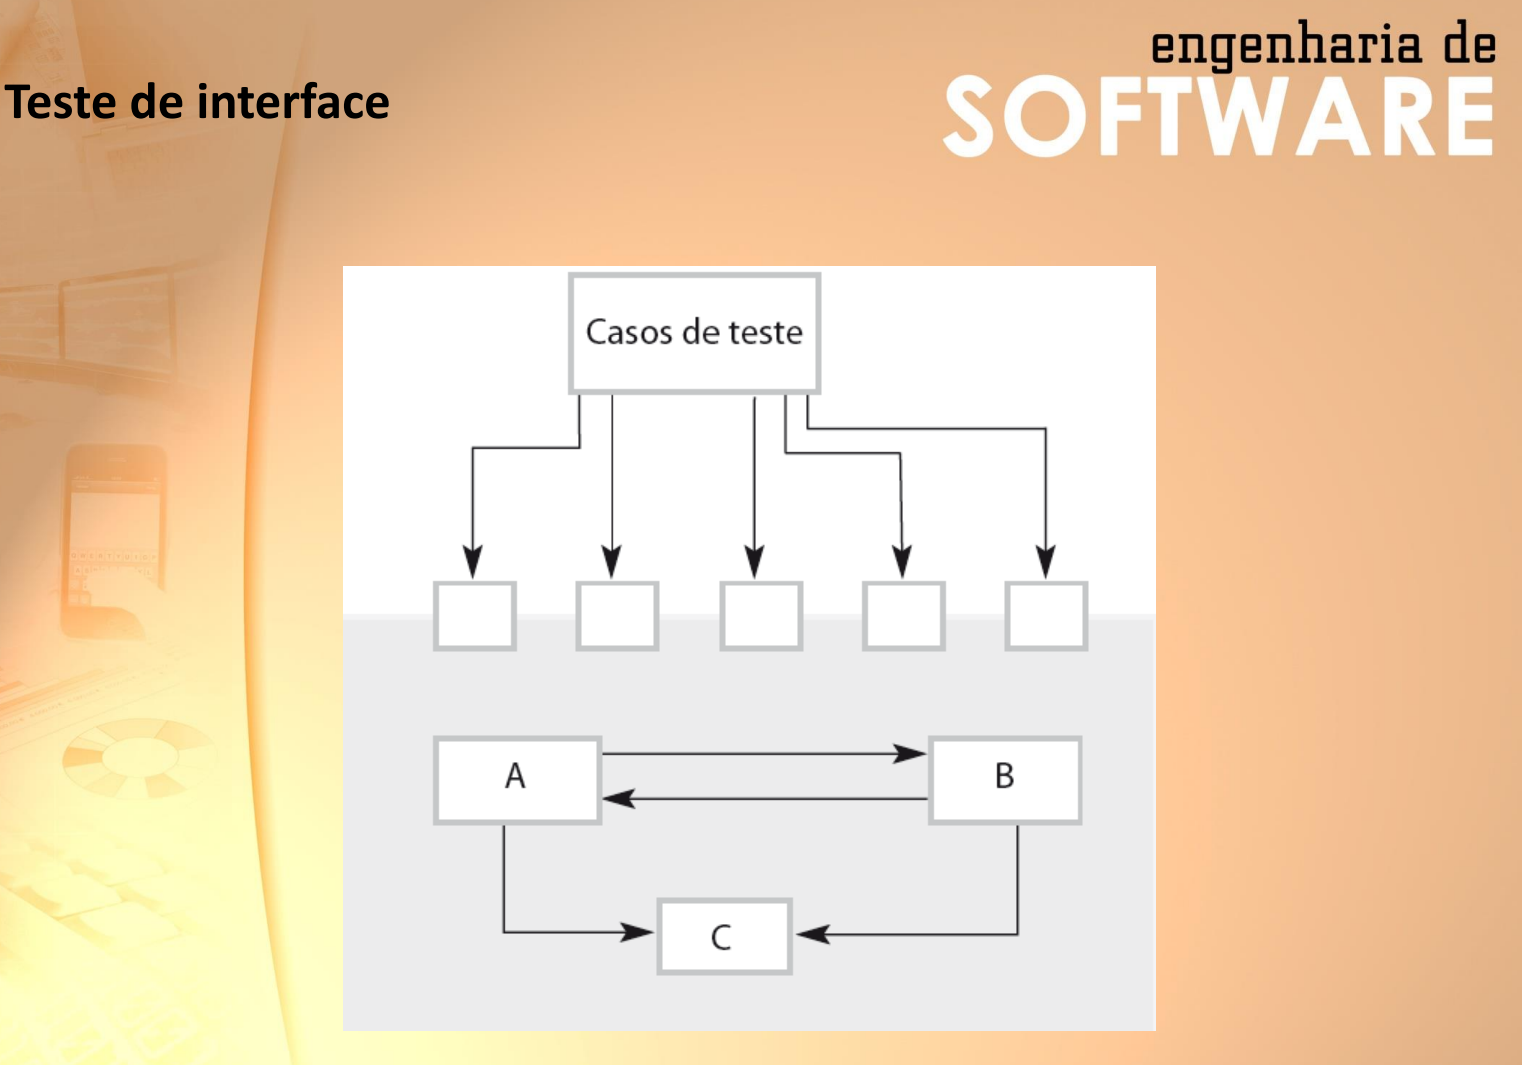 engenharia de
SOFTWARE
Teste de interface
Casos de teste
A
B
C